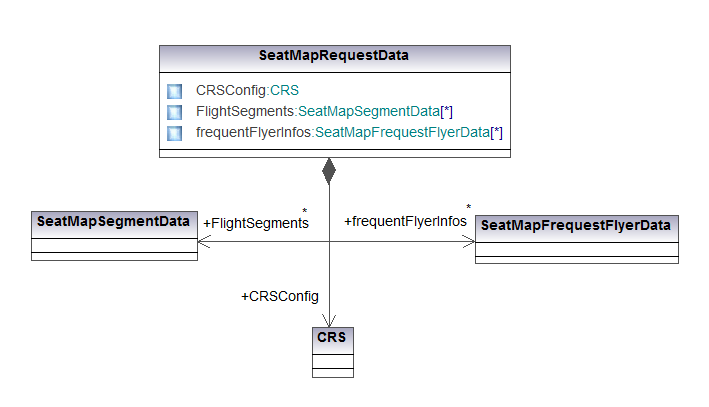 SeatMapRequestData
CRSConfig:CRS
FlightSegments:SeatMapSegmentData[*]
frequentFlyerInfos:SeatMapFrequestFlyerData[*]
SeatMapSegmentData
*
+FlightSegments
*
+frequentFlyerInfos
SeatMapFrequestFlyerData
+CRSConfig
CRS